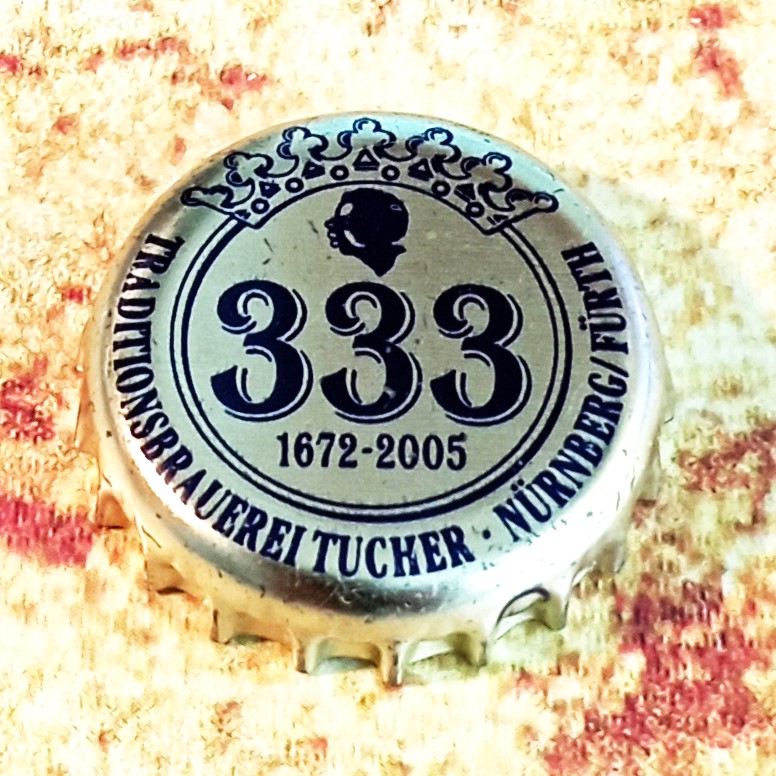 333
1672-2005
TRADITIONSBRAUEREI TUCHER · NÜRNBERG/FÜRTH